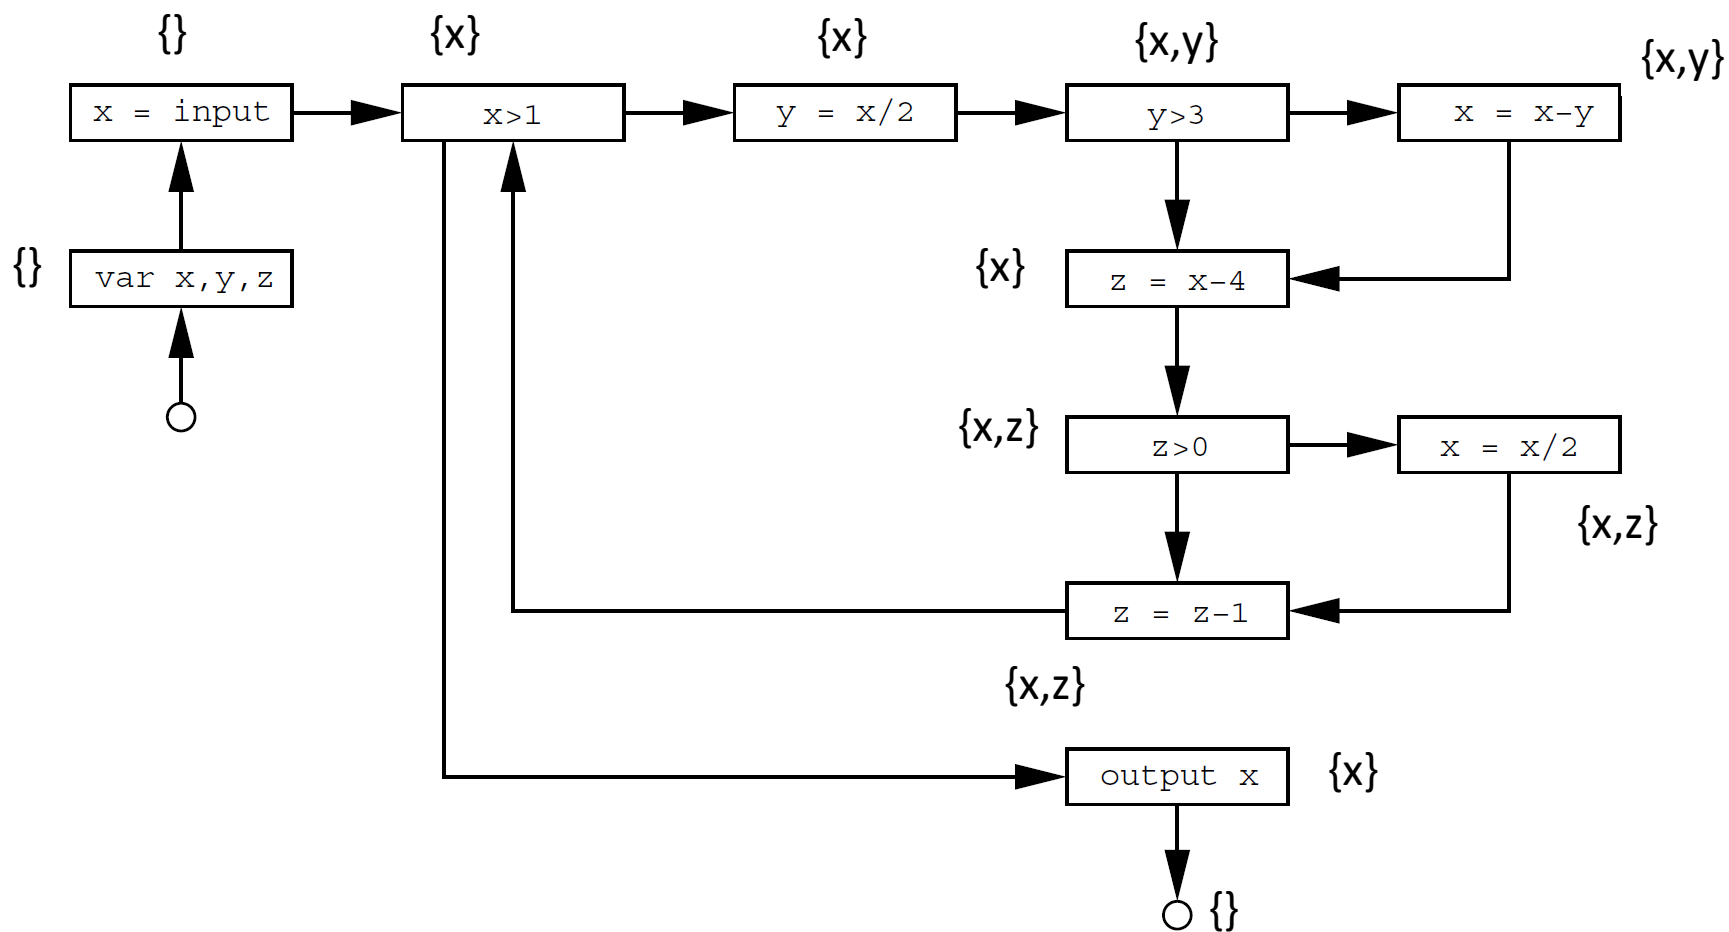 {}
{x}
{x}
{x,y}
{x,y}
x = input
x>1
y = x/2
y>3
x = x-y
{}
var x,y,z
{x}
z = x-4
{x,z}
z>0
x = x/2
{x,z}
z = z-1
{x,z}
output x
{x}
{}